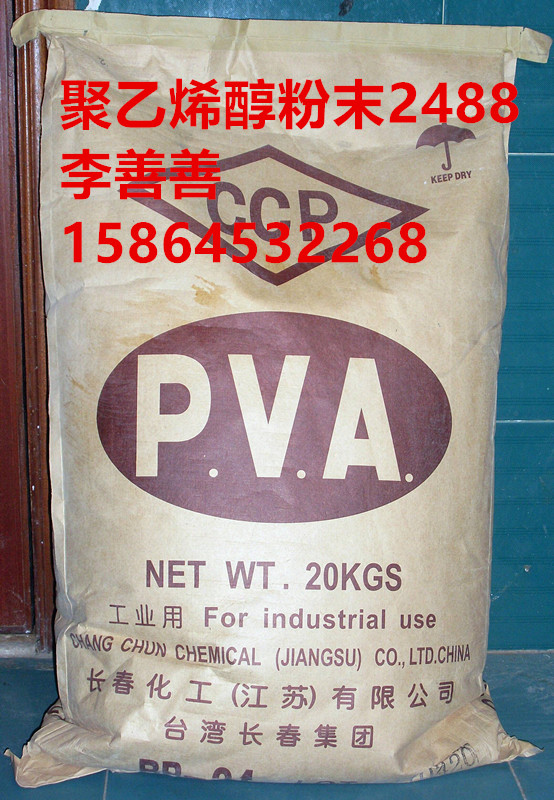 聚乙烯醇粉末2488
李善善
15864532268
CCP
KEEP DRY
P.V.A.
NET WT. 20KGS
工业用 For industrial use
CHANG CHUN CHEMICAL (JIANGSU) CO., LTD.CHINA
长春化工(江苏)有限公司
台湾长春集团